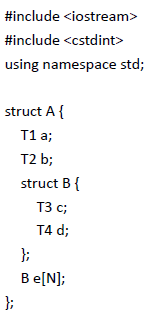 #include <iostream>
#include <cstdint>
using namespace std;
struct A {
T1 a;
T2 b;
struct B {
T3 c;
T4 d;
};
B e[N];
};